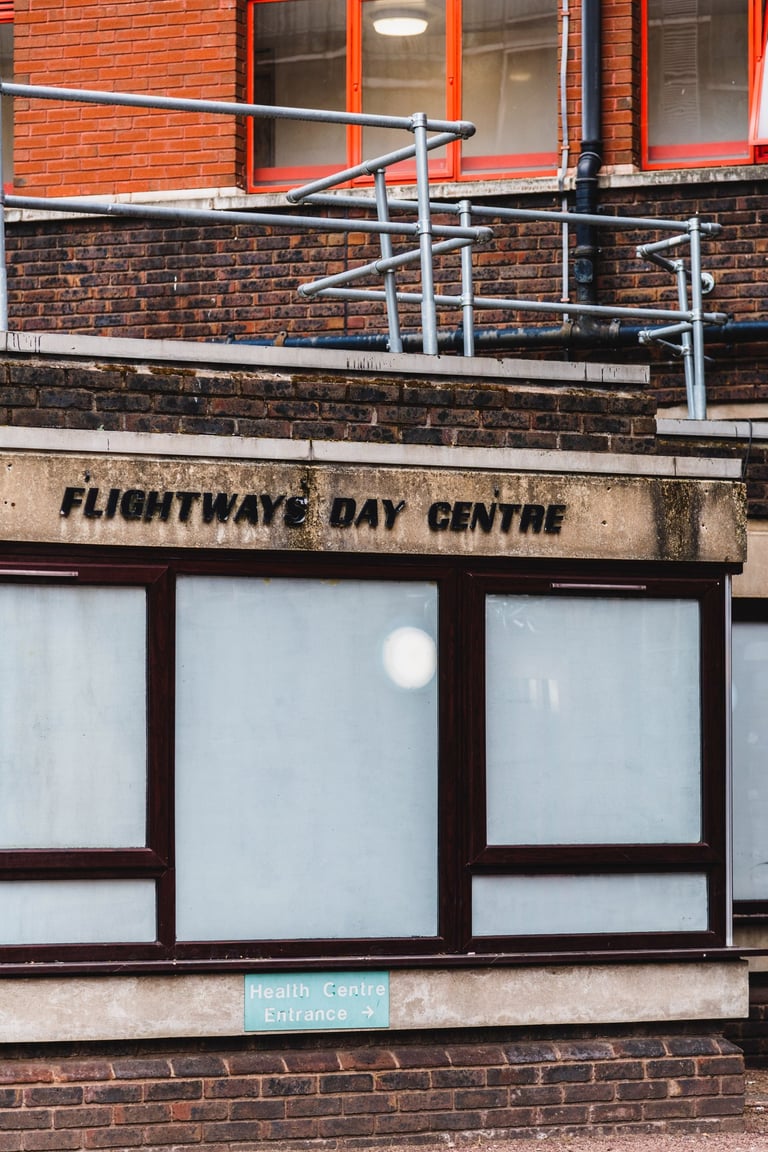 FLIGHTWAYS DAY CENTRE
Health Centre
Entrance →